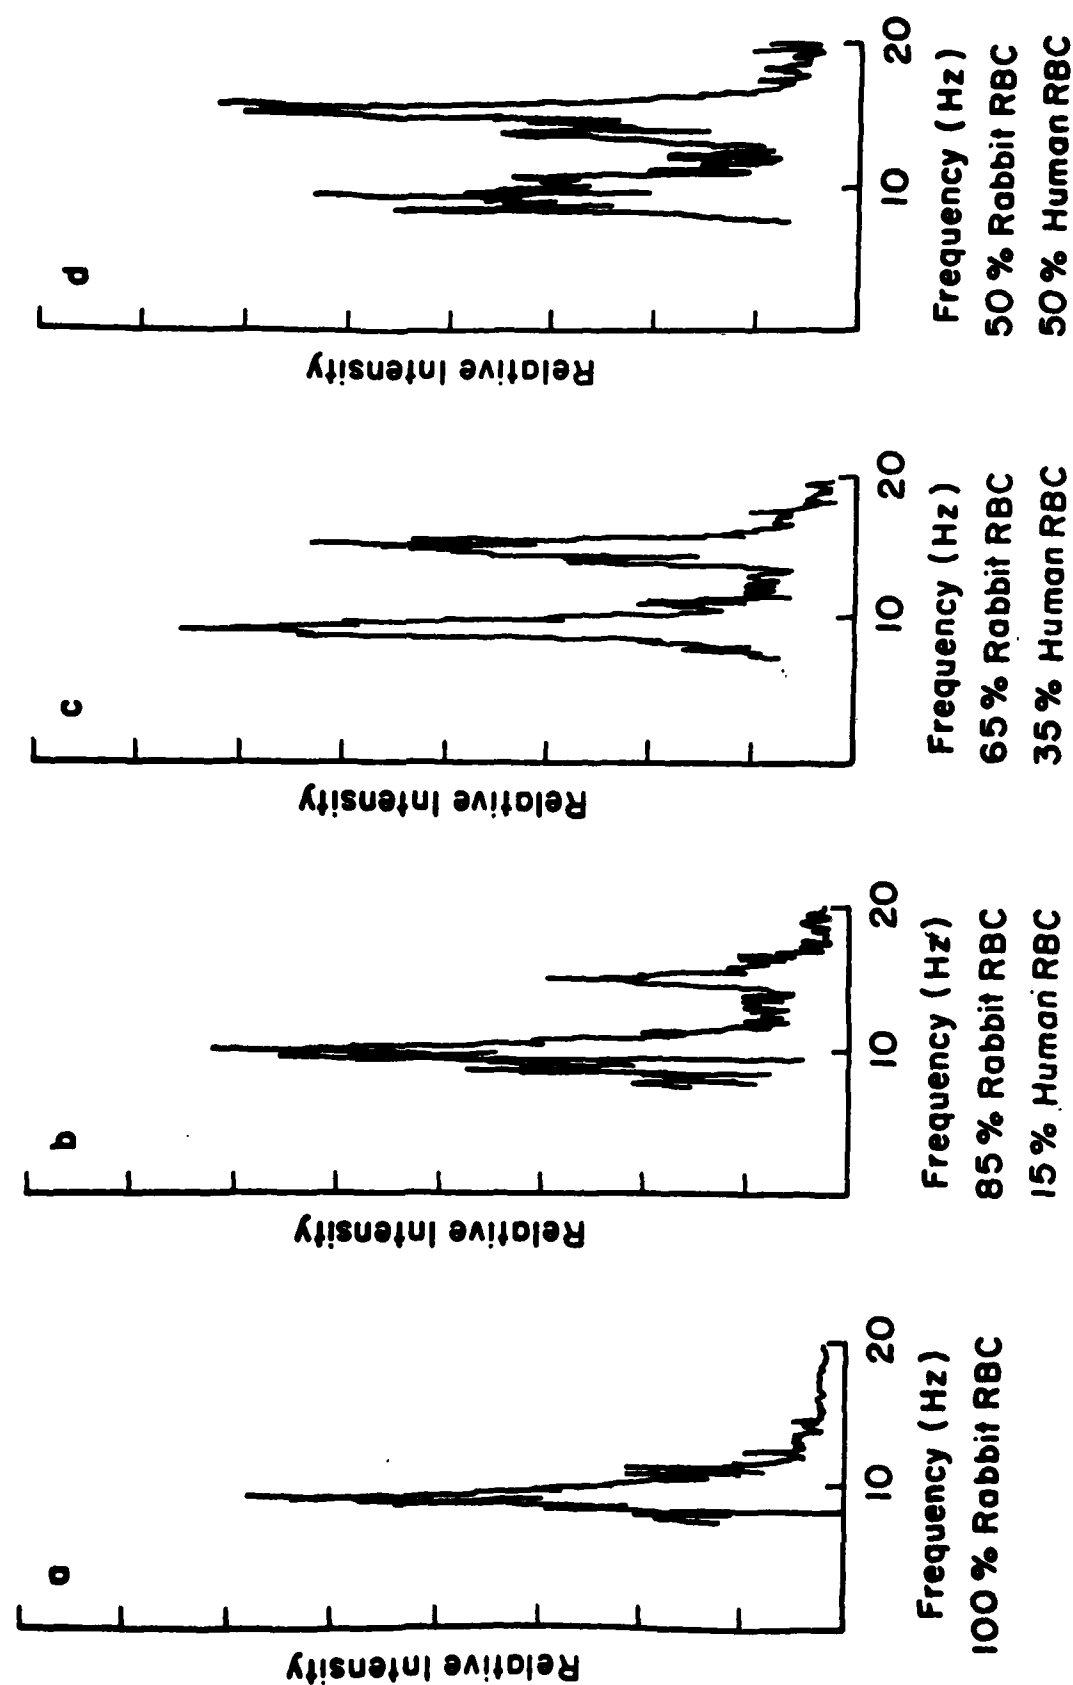 a
Relative Intensity
10
20
Frequency (Hz)
100% Rabbit RBC
b
Relative Intensity
10
20
Frequency (Hz)
85% Rabbit RBC
15% Human RBC
c
Relative Intensity
10
20
Frequency (Hz)
65% Rabbit RBC
35% Human RBC
d
Relative Intensity
10
20
Frequency (Hz)
50% Rabbit RBC
50% Human RBC